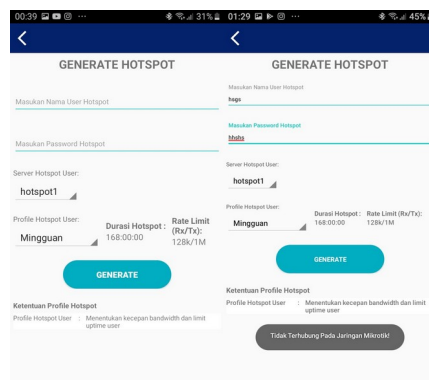 00:39 ... 31%
GENERATE HOTSPOT
Masukan Nama User Hotspot
Masukan Password Hotspot
Server Hotspot User:
hotspot1
Profile Hotspot User:
Mingguan
Durasi Hotspot :
168:00:00
Rate Limit
(Rx/Tx):
128k/1M
GENERATE
Ketentuan Profile Hotspot
Profile Hotspot User : Menentukan kecepan bandwidth dan limit
uptime user
01:29 ... 45%
GENERATE HOTSPOT
Masukan Nama User Hotspot
hsgs
Masukan Password Hotspot
hhshs
Server Hotspot User:
hotspot1
Profile Hotspot User:
Mingguan
Durasi Hotspot :
168:00:00
Rate Limit (Rx/Tx):
128k/1M
GENERATE
Ketentuan Profile Hotspot
Profile Hotspot User : Menentukan kecepan bandwidth dan limit
uptime user
Tidak Terhubung Pada Jaringan Mikrotik!